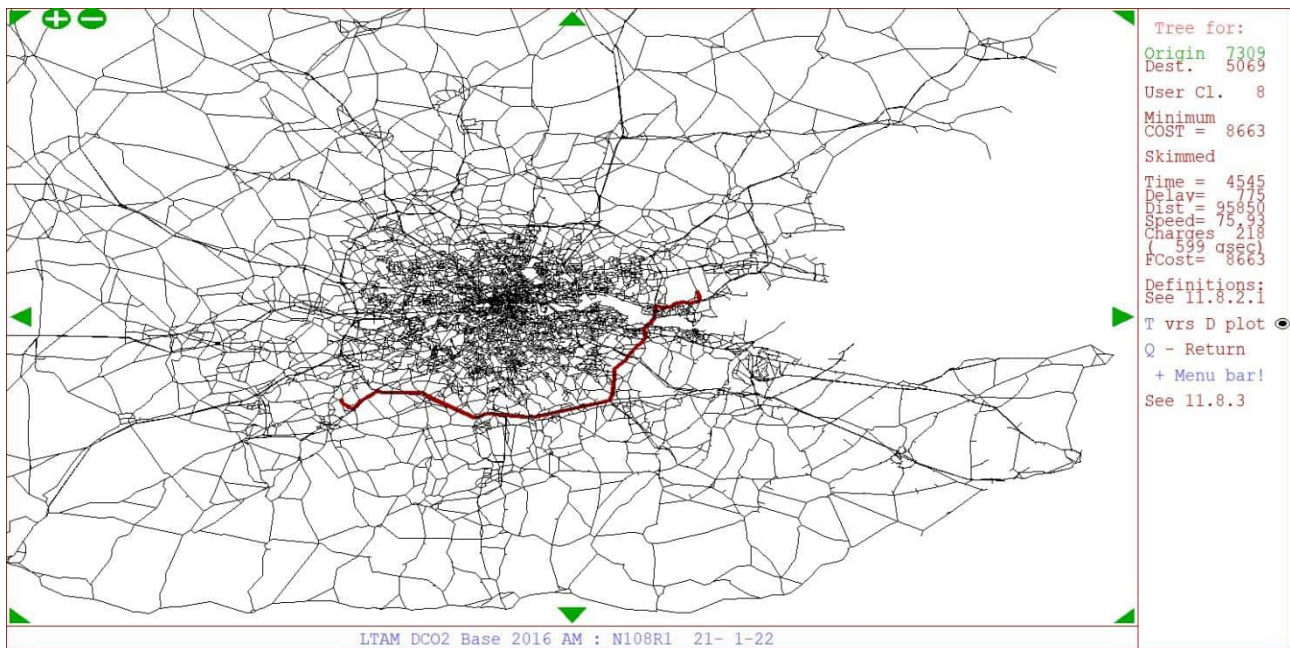 Tree for:
Origin 7309
Dest. 5069
User Cl. 8
Minimum
COST = 8663
Skimmed
Time = 4545
Delay= 775
Dist = 95850
Speed= 75.93
Charges 218
( 599 gsec)
FCost= 8663
Definitions:
See 11.8.2.1
T vrs D plot
Q - Return
+ Menu bar!
See 11.8.3
LTAM DCO2 Base 2016 AM : N108R1 21- 1-22